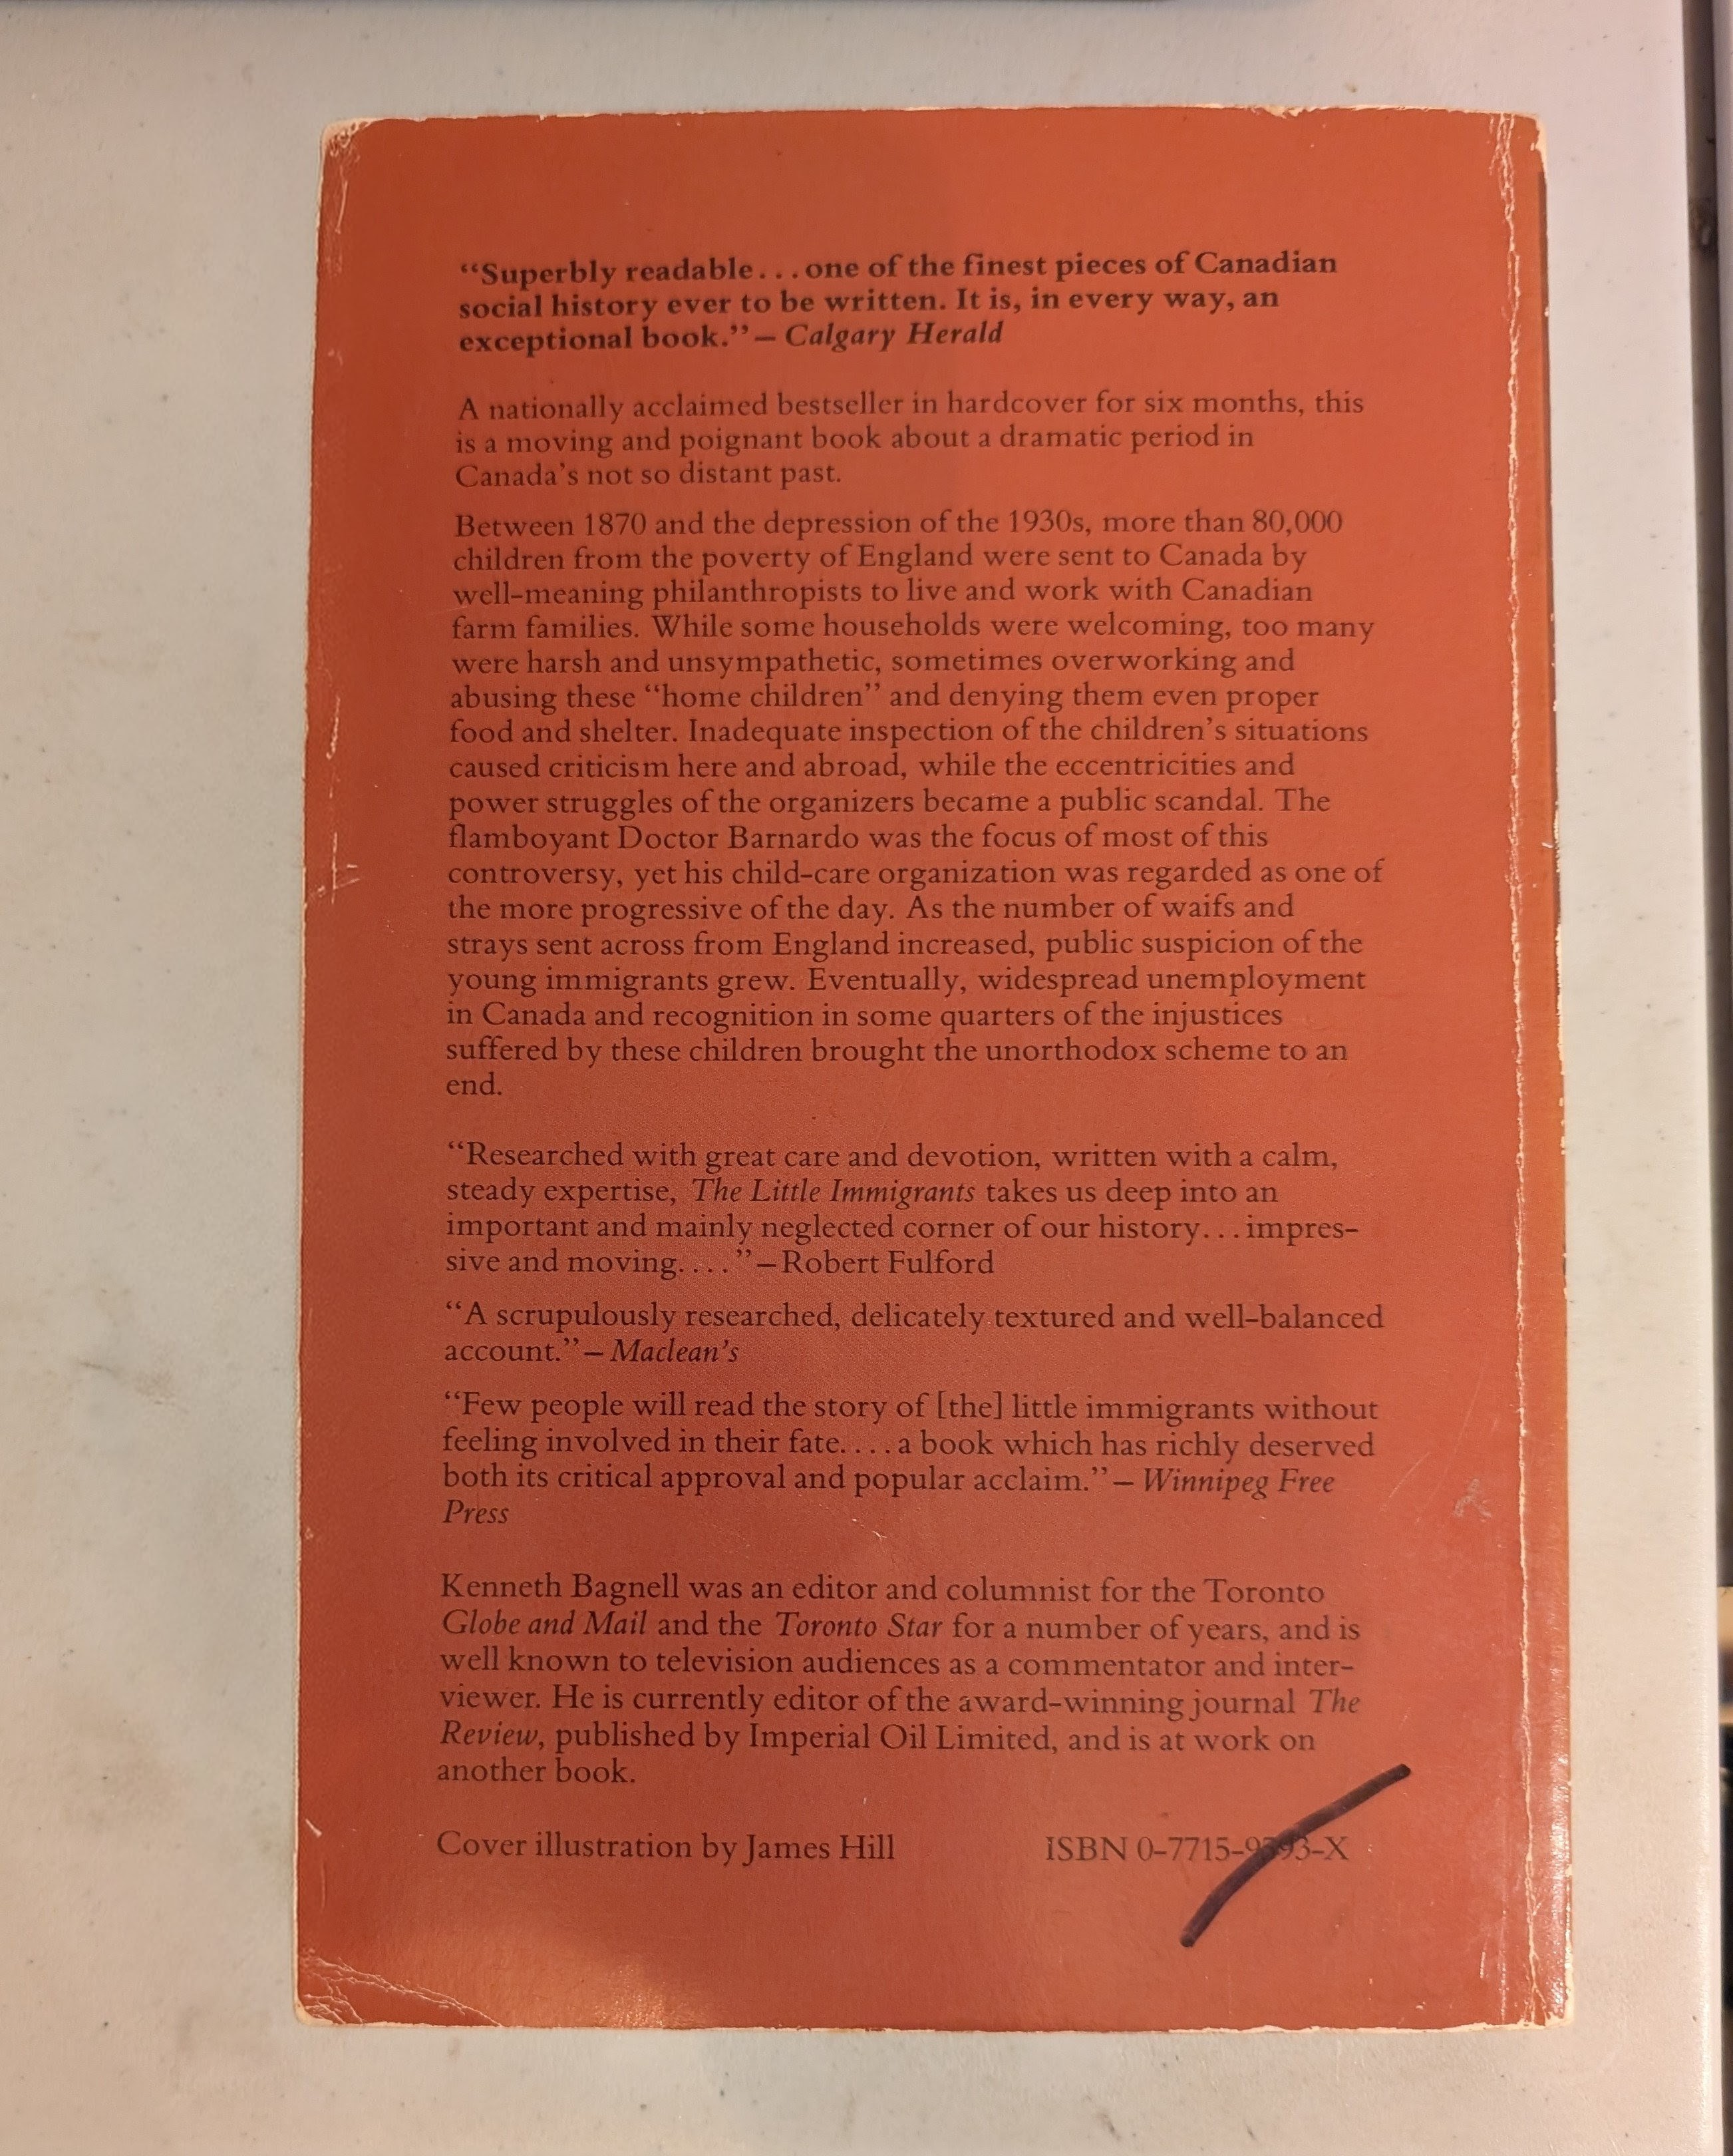 “Superbly readable...one of the finest pieces of Canadian
social history ever to be written. It is, in every way, an
exceptional book.”—Calgary Herald
A nationally acclaimed bestseller in hardcover for six months, this
is a moving and poignant book about a dramatic period in
Canada’s not so distant past.
Between 1870 and the depression of the 1930s, more than 80,000
children from the poverty of England were sent to Canada by
well-meaning philanthropists to live and work with Canadian
farm families. While some households were welcoming, too many
were harsh and unsympathetic, sometimes overworking and
abusing these “home children” and denying them even proper
food and shelter. Inadequate inspection of the children’s situations
caused criticism here and abroad, while the eccentricities and
power struggles of the organizers became a public scandal. The
flamboyant Doctor Barnardo was the focus of most of this
controversy, yet his child-care organization was regarded as one of
the more progressive of the day. As the number of waifs and
strays sent across from England increased, public suspicion of the
young immigrants grew. Eventually, widespread unemployment
in Canada and recognition in some quarters of the injustices
suffered by these children brought the unorthodox scheme to an
end.
“Researched with great care and devotion, written with a calm,
steady expertise, The Little Immigrants takes us deep into an
important and mainly neglected corner of our history...impres-
sive and moving....”—Robert Fulford
“A scrupulously researched, delicately textured and well-balanced
account.”—Maclean’s
“Few people will read the story of [the] little immigrants without
feeling involved in their fate....a book which has richly deserved
both its critical approval and popular acclaim.”—Winnipeg Free
Press
Kenneth Bagnell was an editor and columnist for the Toronto
Globe and Mail and the Toronto Star for a number of years, and is
well known to television audiences as a commentator and inter-
viewer. He is currently editor of the award-winning journal The
Review, published by Imperial Oil Limited, and is at work on
another book.
Cover illustration by James Hill
ISBN 0-7715-9593-X